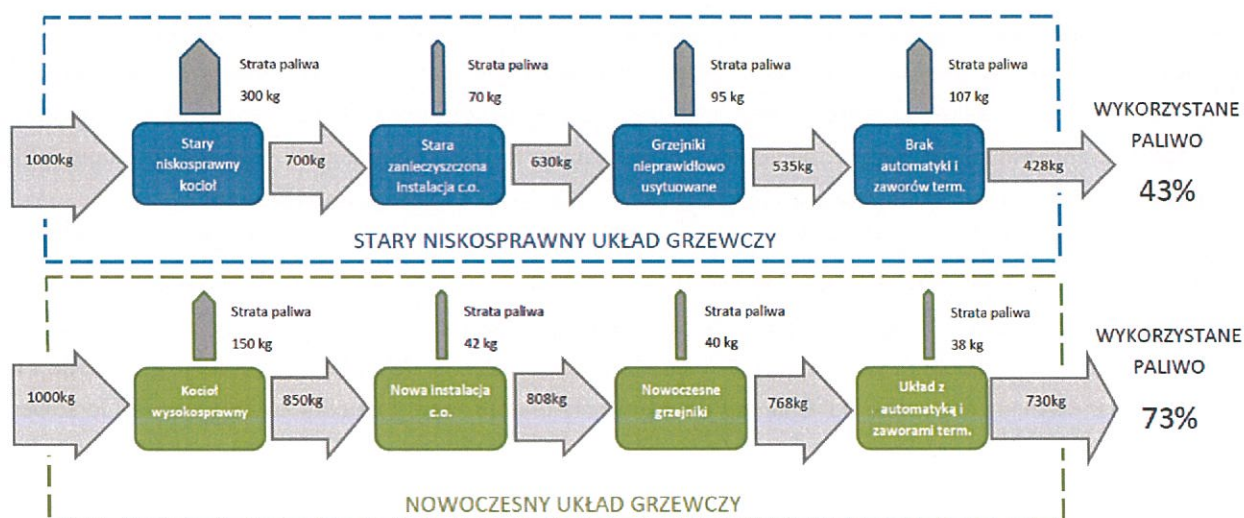 Strata paliwa
300 kg
Strata paliwa
70 kg
Strata paliwa
95 kg
Strata paliwa
107 kg
1000kg
Stary
niskosprawny
kocioł
700kg
Stara
zanieczyszczona
instalacja c.o.
630kg
Grzejniki
nieprawidłowo
usytuowane
535kg
Brak
automatyki i
zaworów term.
428kg
WYKORZYSTANE
PALIWO
43%
STARY NISKOSPRAWNY UKŁAD GRZEWCZY
Strata paliwa
150 kg
Strata paliwa
42 kg
Strata paliwa
40 kg
Strata paliwa
38 kg
1000kg
Kocioł
wysokosprawny
850kg
Nowa instalacja
c.o.
808kg
Nowoczesne
grzejniki
768kg
Układ z
automatyką i
zaworami term.
730kg
WYKORZYSTANE
PALIWO
73%
NOWOCZESNY UKŁAD GRZEWCZY